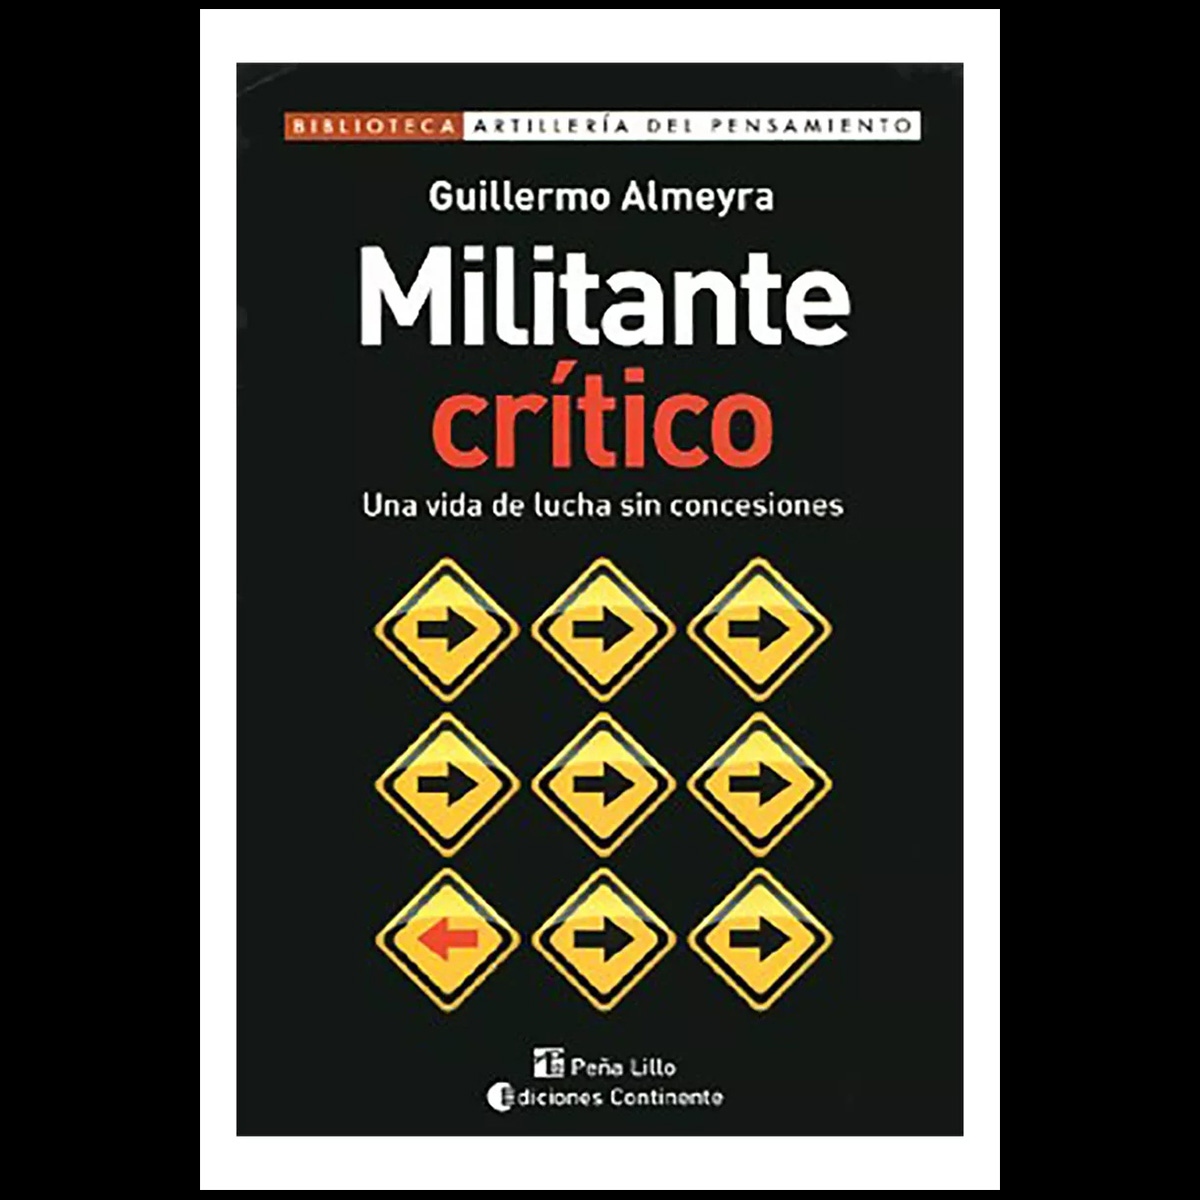 BIBLIOTECA ARTILLERÍA DEL PENSAMIENTO
Guillermo Almeyra
Militante
crítico
Una vida de lucha sin concesiones
Peña Lillo
Ediciones Continente